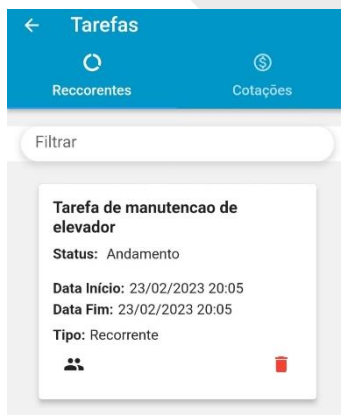 Tarefas
Reccorentes
Cotações
Filtrar
Tarefa de manutencao de
elevador
Status: Andamento
Data Início: 23/02/2023 20:05
Data Fim: 23/02/2023 20:05
Tipo: Recorrente